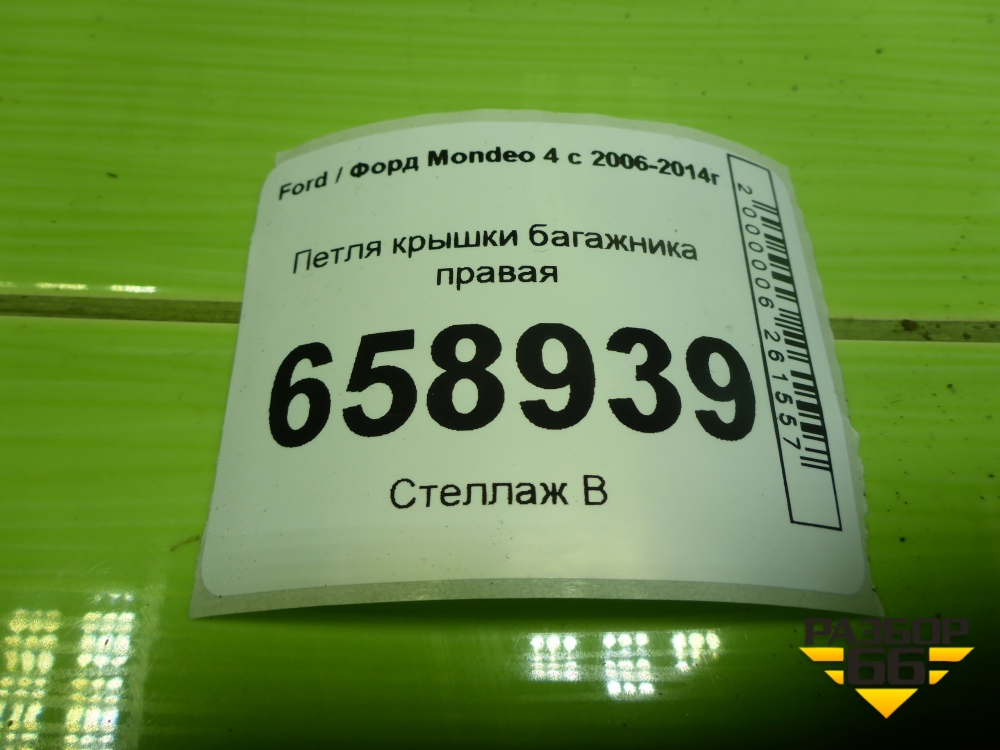 Ford / Форд Mondeo 4 с 2006-2014г
Петля крышки багажника
правая
658939
Стеллаж В
2000006261557
РАЗБОР
66